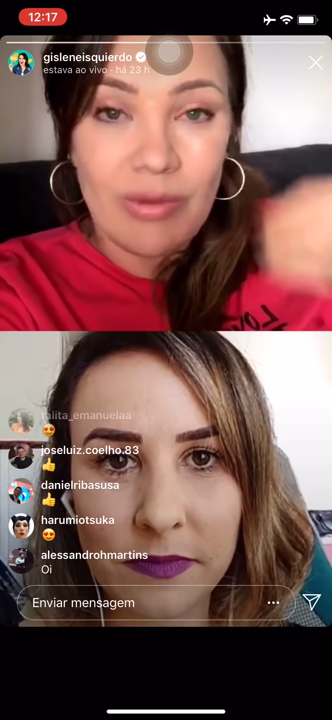 12:17
gisleneisquierdo
estava ao vivo · há 23 h
talita_emanuelaa
joseluiz.coelho.83
danielribasusa
harumiotsuka
alessandrohmartins
Oi
Enviar mensagem